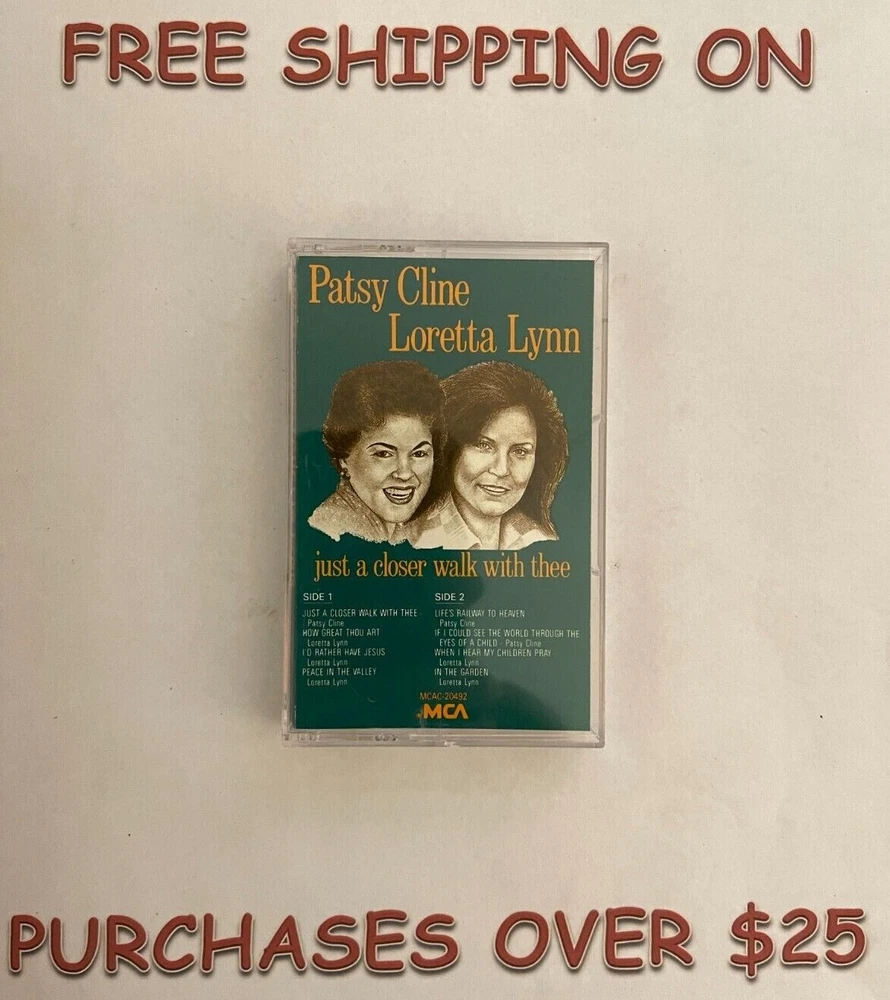 FREE SHIPPING ON
Patsy Cline
Loretta Lynn
just a closer walk with thee
SIDE 1
JUST A CLOSER WALK WITH THEE -
Patsy Cline
HOW GREAT THOU ART
Loretta Lynn
I'D RATHER HAVE JESUS
Loretta Lynn
PEACE IN THE VALLEY
Loretta Lynn
SIDE 2
LIFE'S RAILWAY TO HEAVEN
Patsy Cline
IF I COULD SEE THE WORLD THROUGH THE
EYES OF A CHILD - Patsy Cline
WHEN I HEAR MY CHILDREN PRAY
Loretta Lynn
IN THE GARDEN
Loretta Lynn
MCAC-20492
MCA
PURCHASES OVER $25